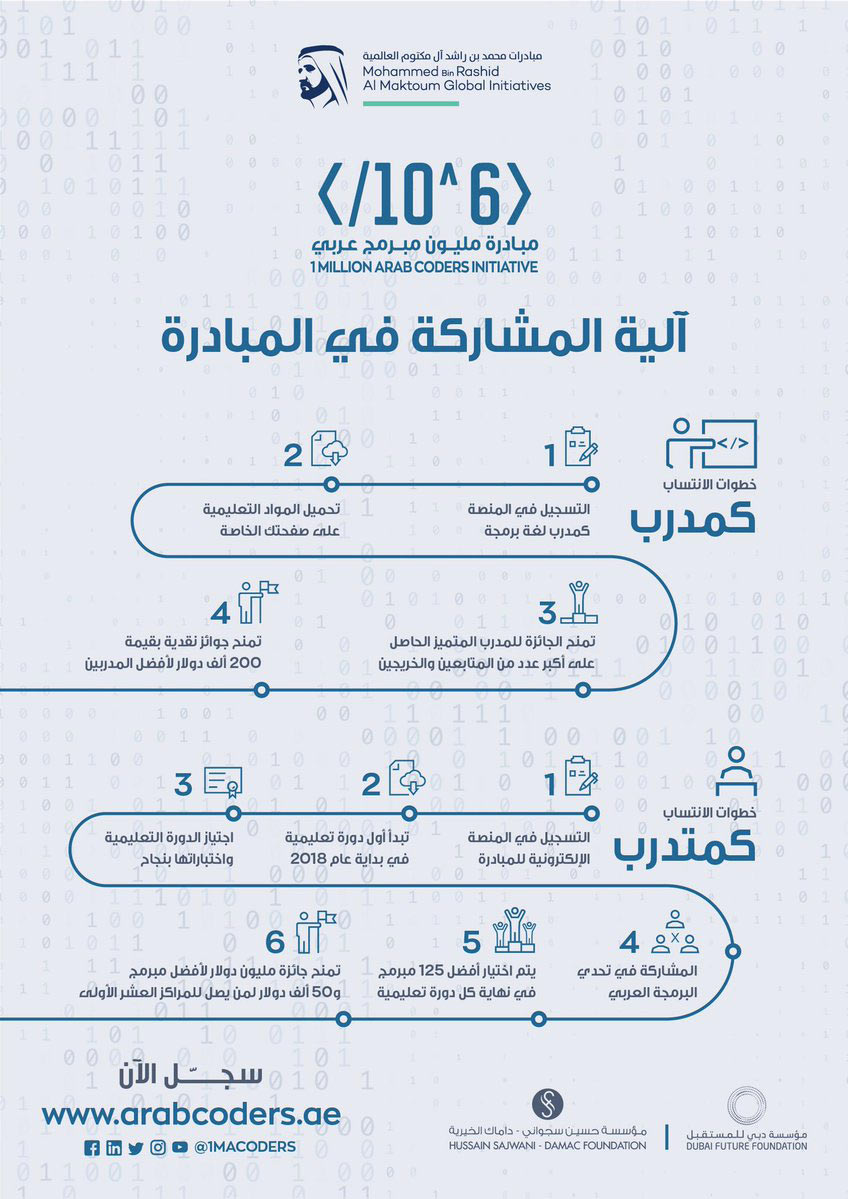 مبادرات محمد بن راشد آل مكتوم العالمية
Mohammed Bin Rashid
Al Maktoum Global Initiatives
</10^6>
مبادرة مليون مبرمج عربي
1 MILLION ARAB CODERS INITIATIVE
آلية المشاركة في المبادرة
</>
خطوات الانتساب
كمدرب
1
التسجيل في المنصة
كمدرب لغة برمجة
2
تحميل المواد التعليمية
على صفحتك الخاصة
3
تمنح الجائزة للمدرب المتميز الحاصل
على أكبر عدد من المتابعين والخريجين
4
تمنح جوائز نقدية بقيمة
200 ألف دولار لأفضل المدربين
خطوات الانتساب
كمتدرب
1
التسجيل في المنصة
الإلكترونية للمبادرة
2
تبدأ أول دورة تعليمية
في بداية عام 2018
3
اجتياز الدورة التعليمية
واختباراتها بنجاح
4
المشاركة في تحدي
البرمجة العربي
5
يتم اختيار أفضل 125 مبرمج
في نهاية كل دورة تعليمية
6
تمنح جائزة مليون دولار لأفضل مبرمج
و50 ألف دولار لمن يصل للمراكز العشر الأولى
سجــّـل الآن
www.arabcoders.ae
@1MACODERS
مؤسسة حسين سجواني - داماك الخيرية
HUSSAIN SAJWANI - DAMAC FOUNDATION
مؤسسة دبي للمستقبل
DUBAI FUTURE FOUNDATION